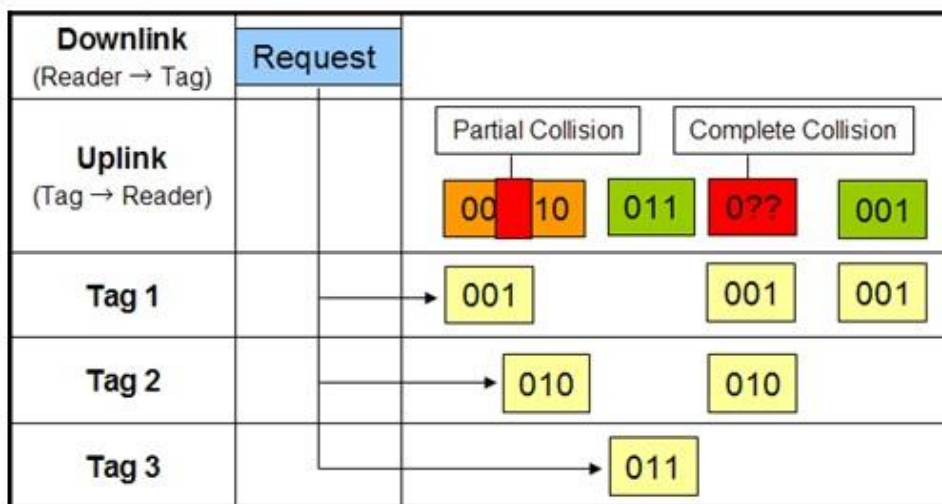 Downlink
(Reader → Tag)
Request
Uplink
(Tag → Reader)
Partial Collision
Complete Collision
00 10
011
0??
001
Tag 1
001
001
001
Tag 2
010
010
Tag 3
011